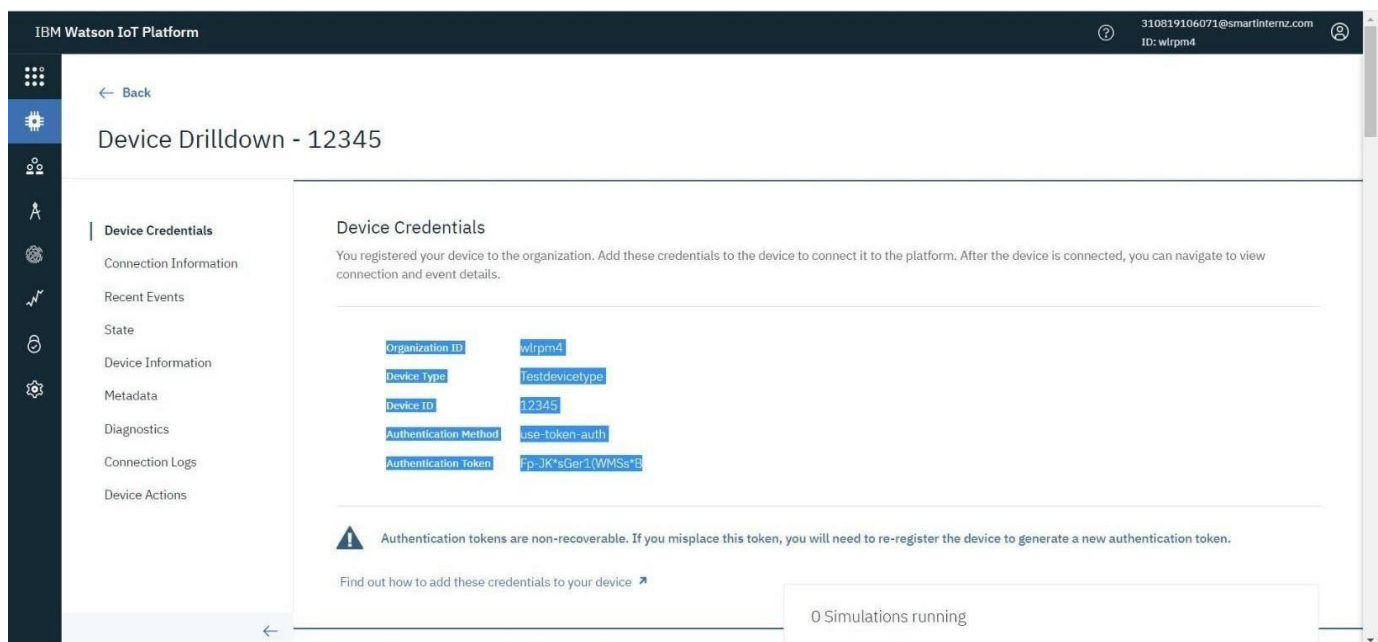 IBM Watson IoT Platform
310819106071@smartinternz.com
ID: wlrpm4
Back
Device Drilldown - 12345
Device Credentials
Connection Information
Recent Events
State
Device Information
Metadata
Diagnostics
Connection Logs
Device Actions
Device Credentials
You registered your device to the organization. Add these credentials to the device to connect it to the platform. After the device is connected, you can navigate to view
connection and event details.
Organization ID wlrpm4
Device Type Testdevicetype
Device ID 12345
Authentication Method use-token-auth
Authentication Token Fp-JK*sGer1(WMSs*B
Authentication tokens are non-recoverable. If you misplace this token, you will need to re-register the device to generate a new authentication token.
Find out how to add these credentials to your device
0 Simulations running